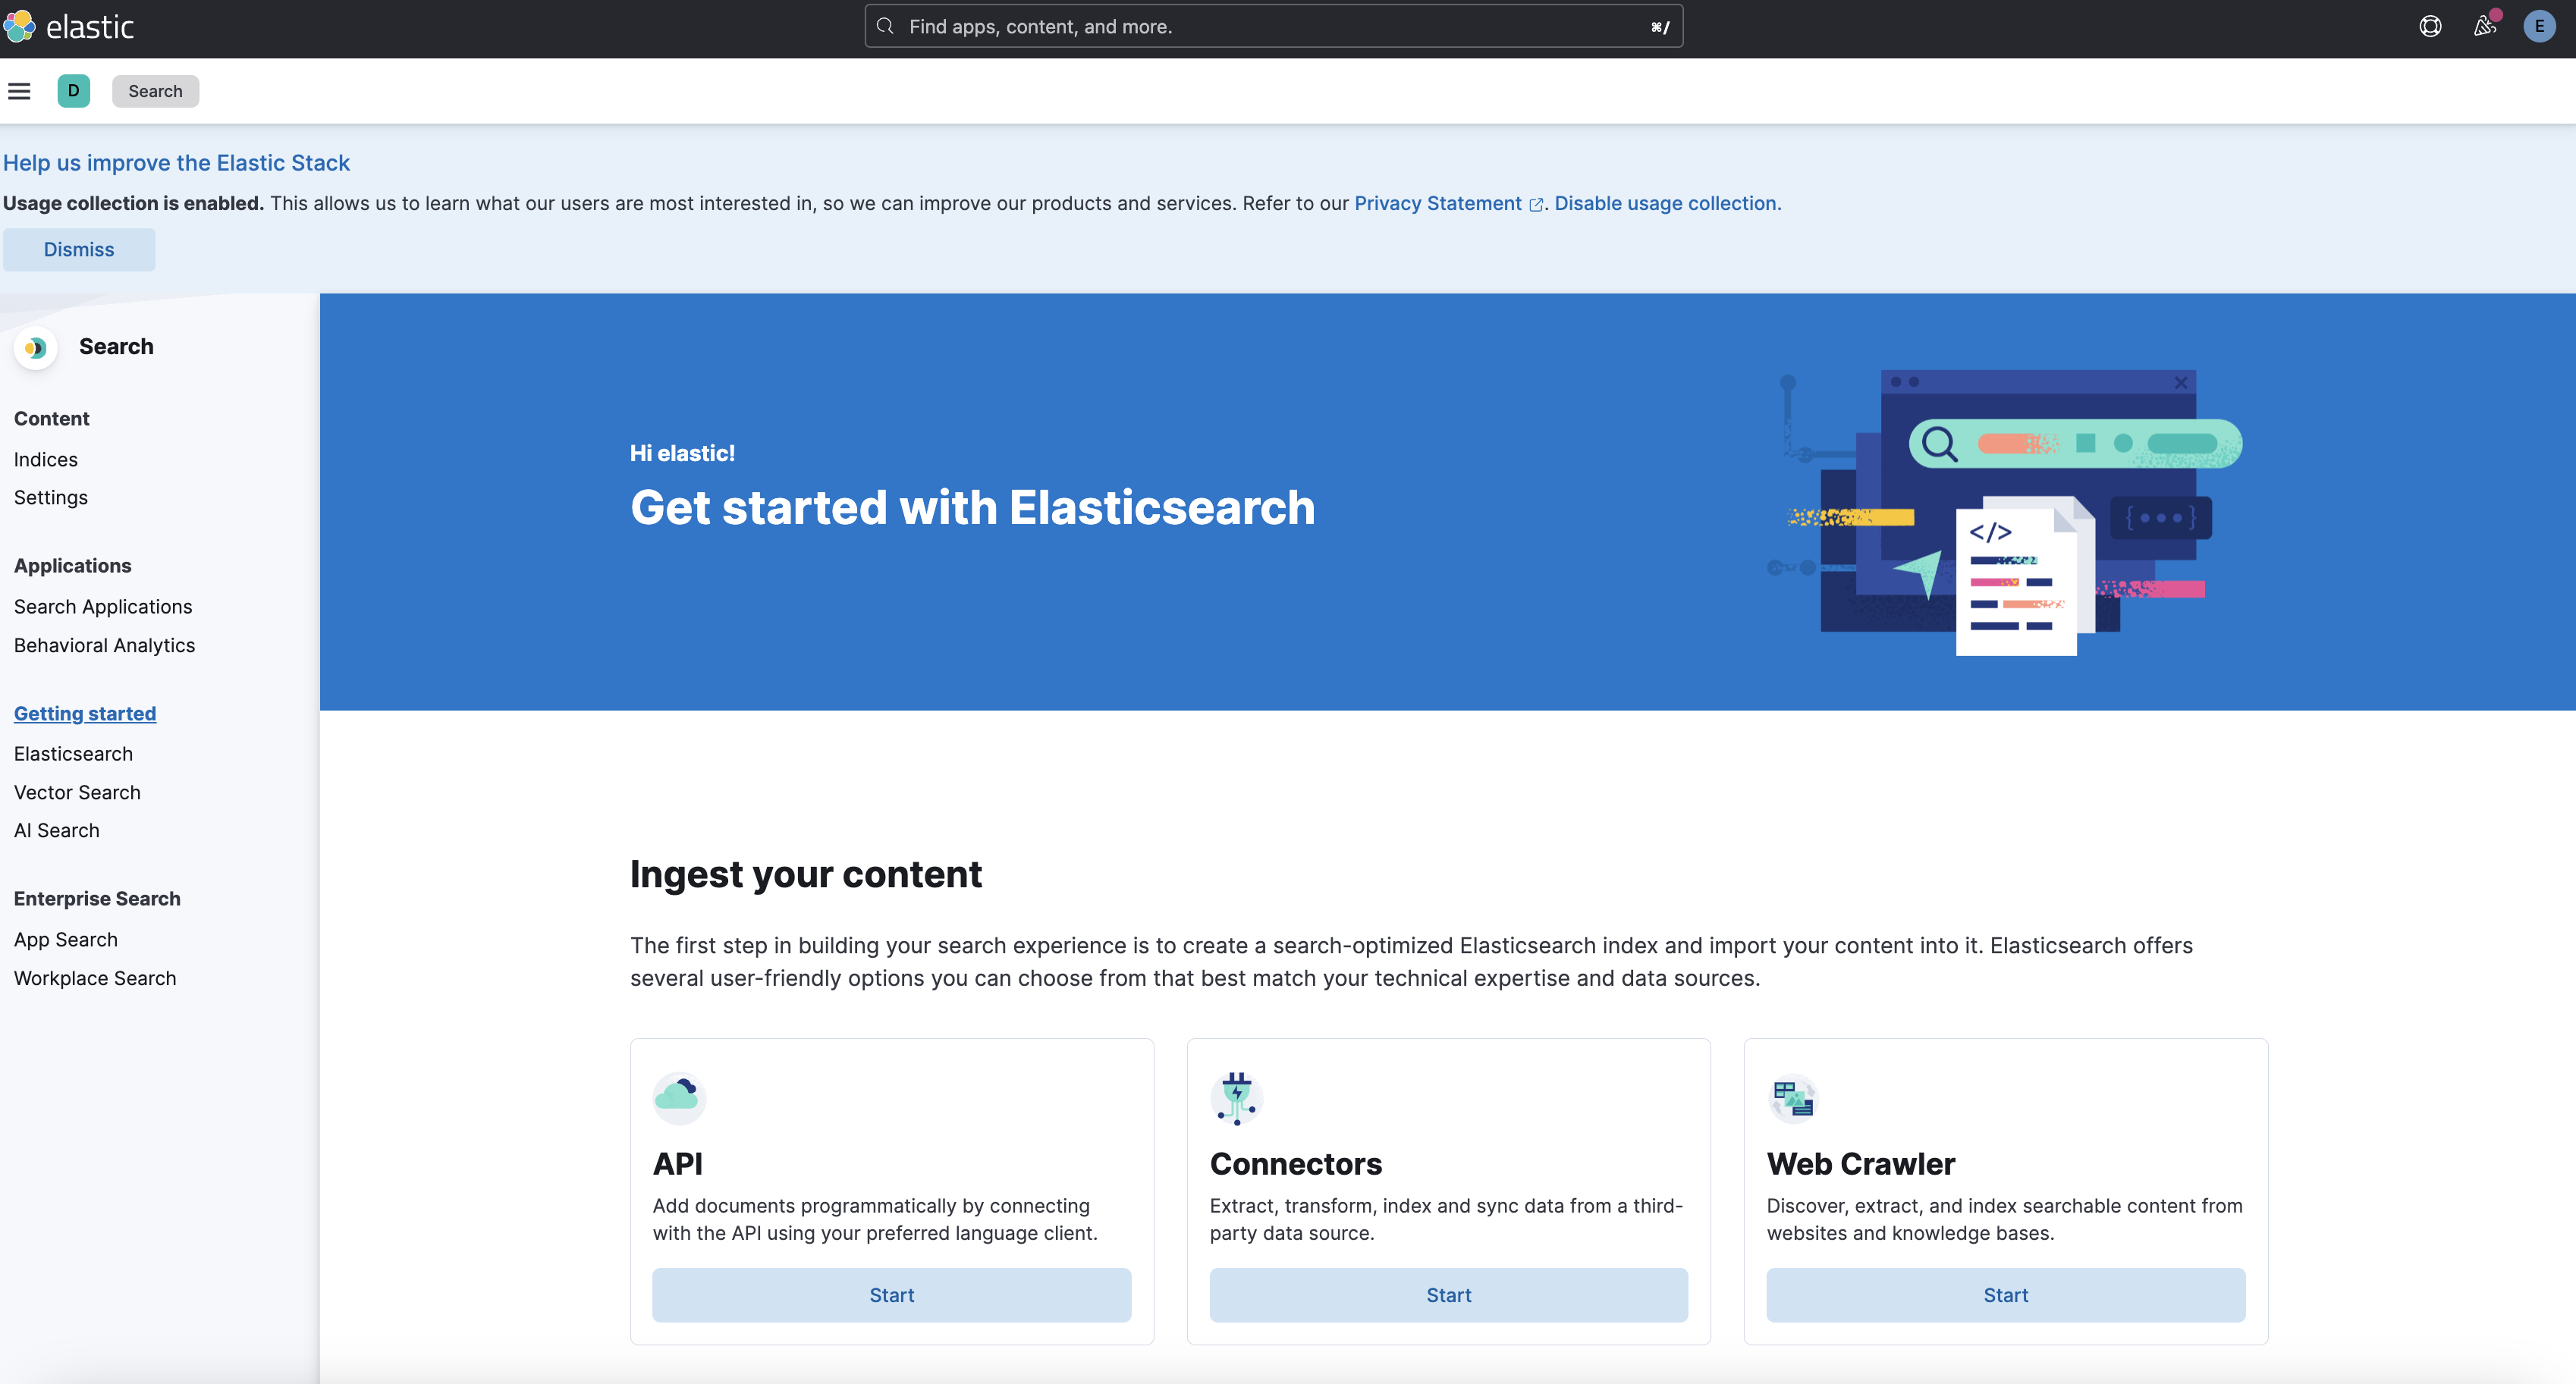 elastic
Find apps, content, and more.
⌘/
E
D
Search
Help us improve the Elastic Stack
Usage collection is enabled. This allows us to learn what our users are most interested in, so we can improve our products and services. Refer to our Privacy Statement. Disable usage collection.
Dismiss
Search
Content
Indices
Settings
Applications
Search Applications
Behavioral Analytics
Getting started
Elasticsearch
Vector Search
AI Search
Enterprise Search
App Search
Workplace Search
Hi elastic!
Get started with Elasticsearch
{•••}
</>
Ingest your content
The first step in building your search experience is to create a search-optimized Elasticsearch index and import your content into it. Elasticsearch offers
several user-friendly options you can choose from that best match your technical expertise and data sources.
API
Add documents programmatically by connecting
with the API using your preferred language client.
Start
Connectors
Extract, transform, index and sync data from a third-
party data source.
Start
Web Crawler
Discover, extract, and index searchable content from
websites and knowledge bases.
Start